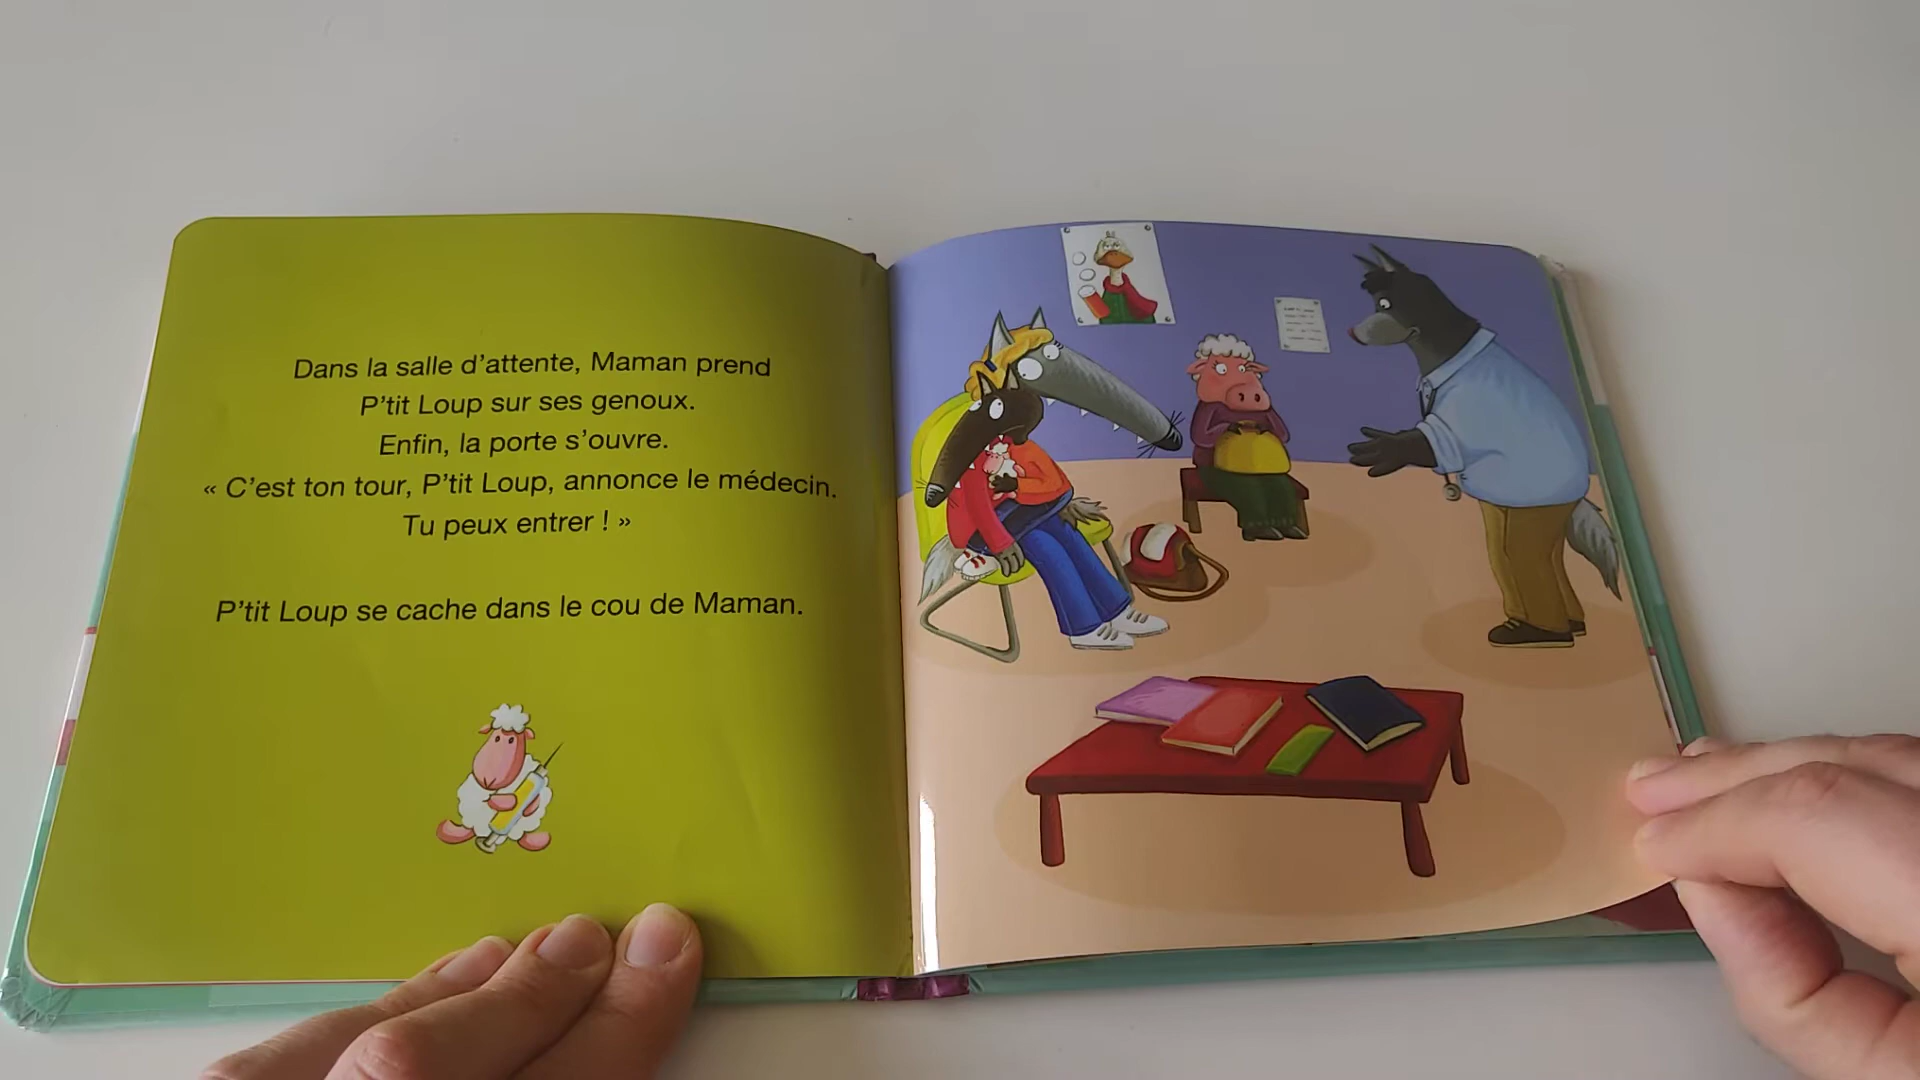 Dans la salle d’attente, Maman prend
P’tit Loup sur ses genoux.
Enfin, la porte s’ouvre.
« C’est ton tour, P’tit Loup, annonce le médecin.
Tu peux entrer ! »
P’tit Loup se cache dans le cou de Maman.